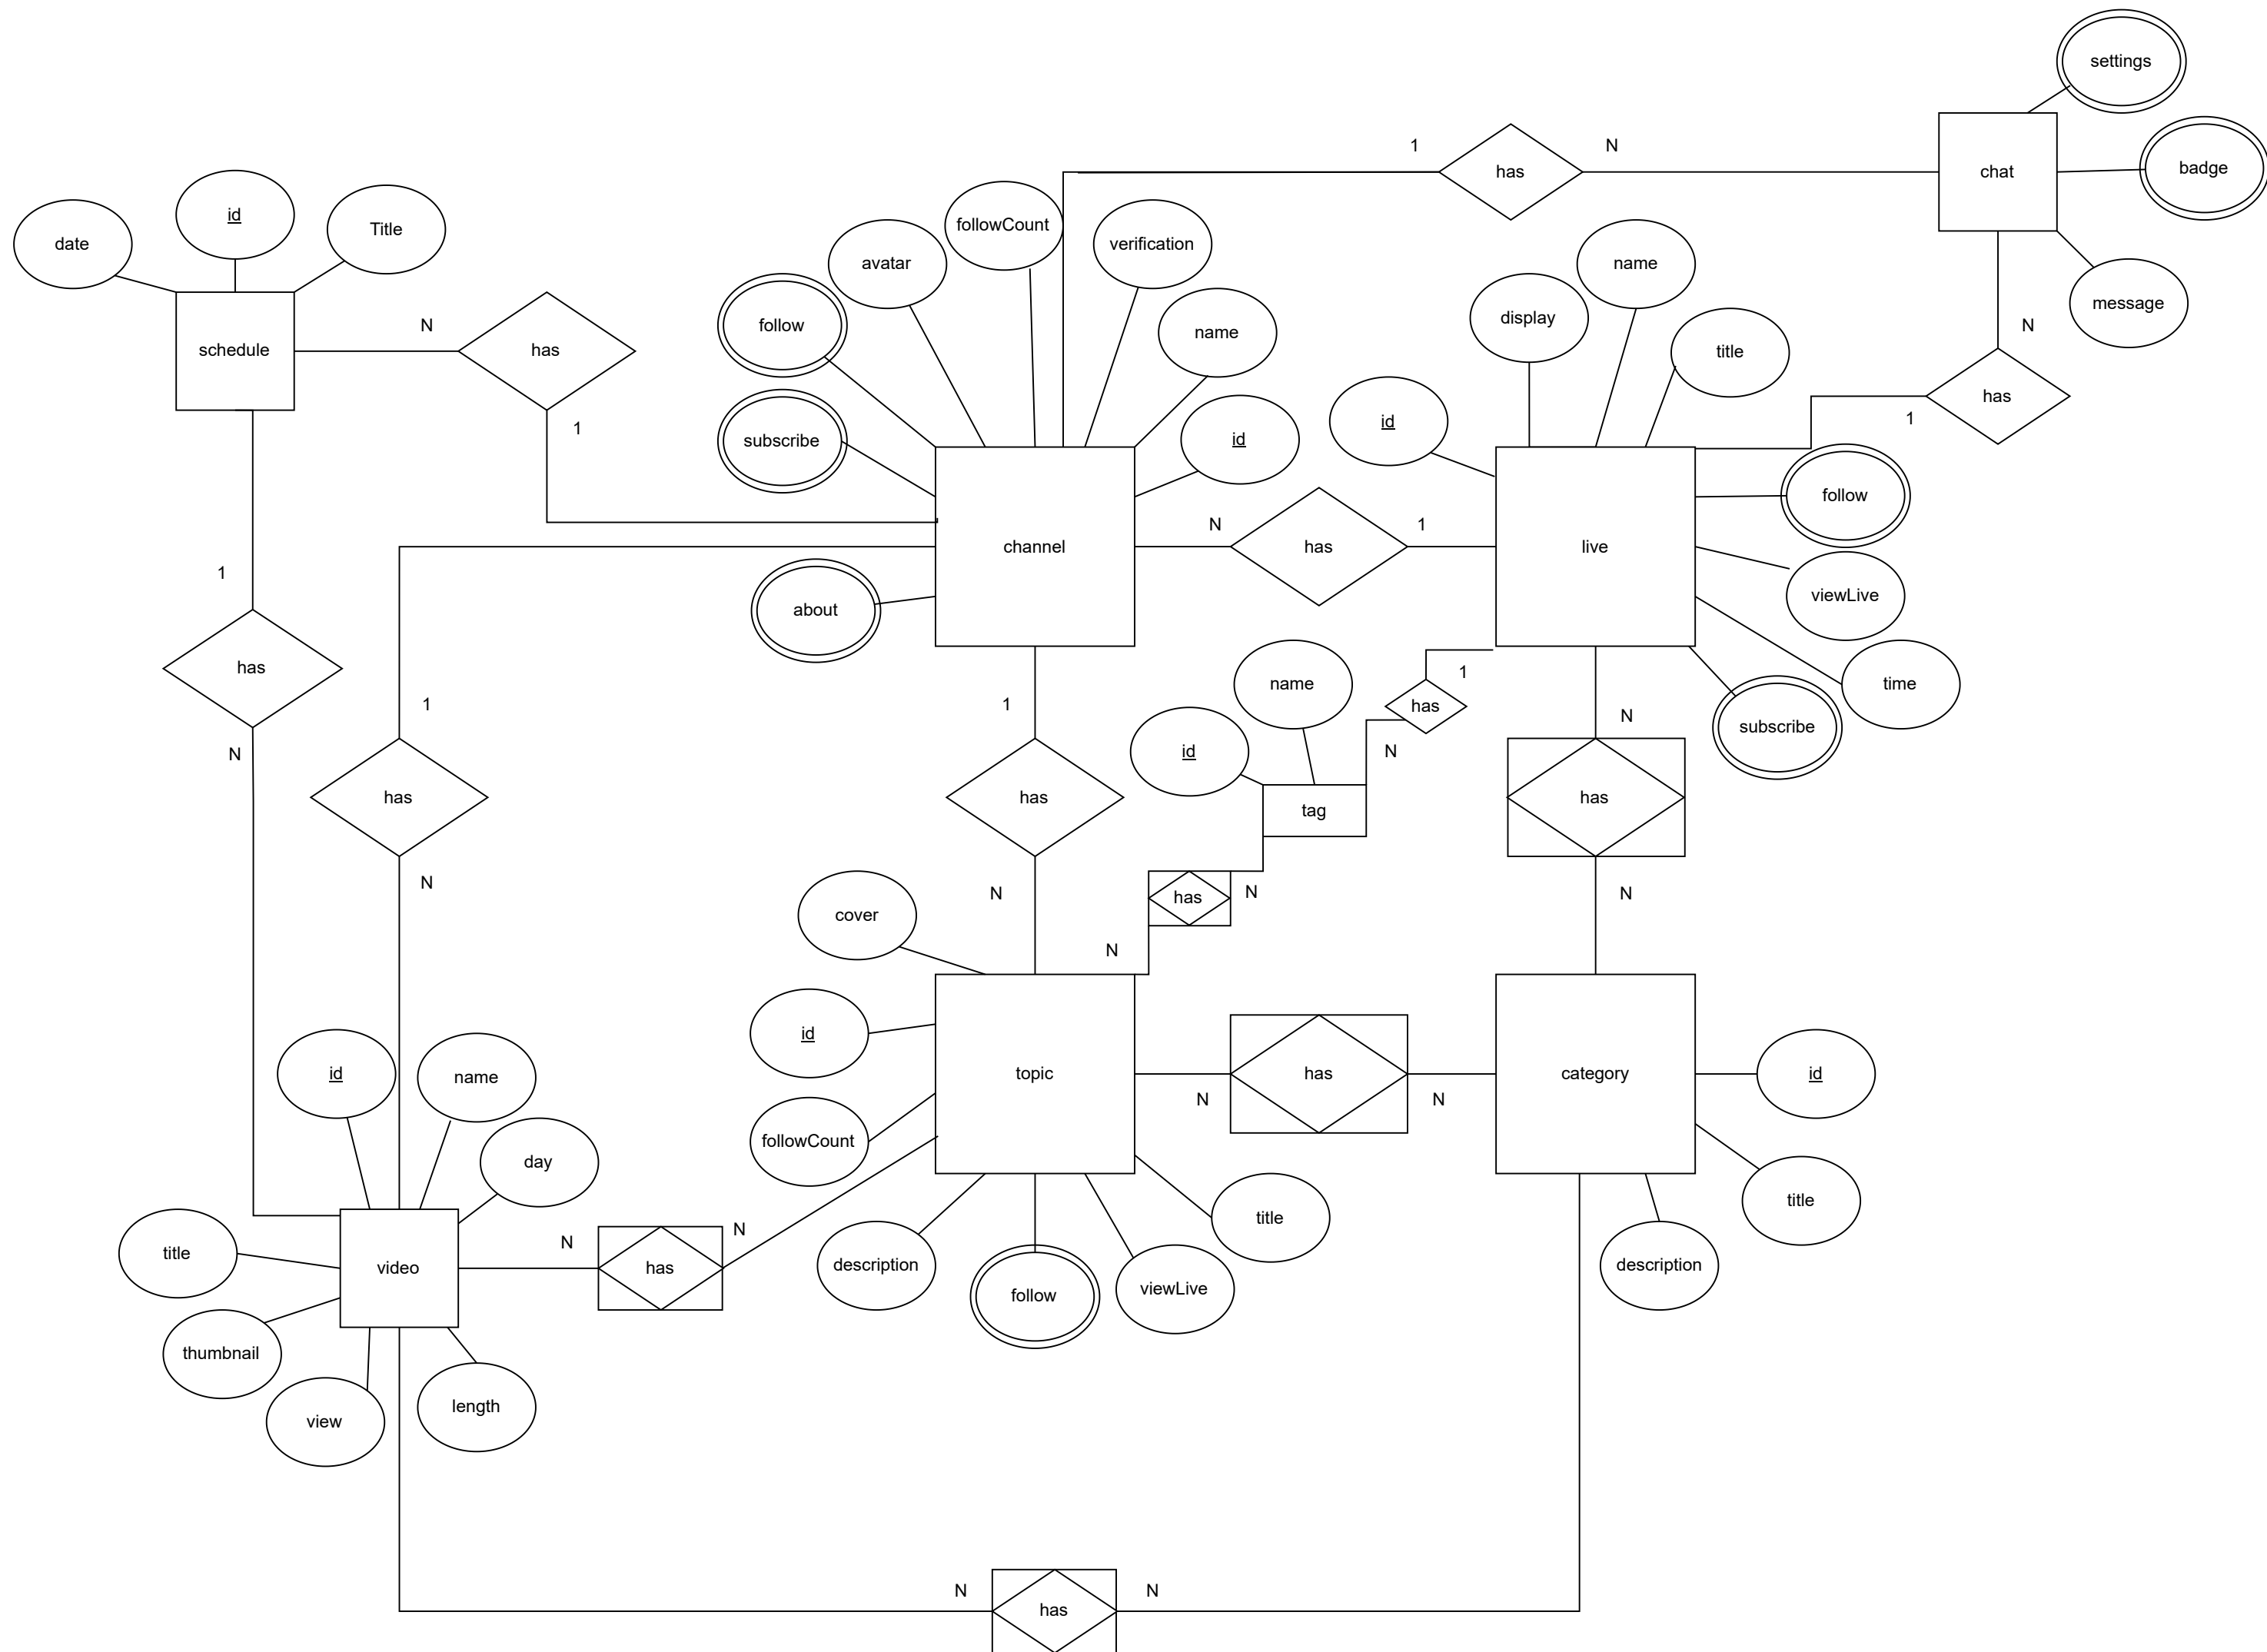 settings
1
N
has
chat
badge
date
id
Title
followCount
verification
avatar
name
message
follow
name
display
title
schedule
N
has
1
subscribe
id
id
has
N
1
1
follow
N
1
channel
has
live
viewLive
about
1
has
N
1
has
N
1
has
N
name
id
tag
1
has
N
time
subscribe
N
has
N
has
N
N
cover
id
followCount
topic
N
has
N
category
id
title
description
title
viewLive
follow
description
id
name
day
title
video
N
has
N
thumbnail
view
length
N
has
N